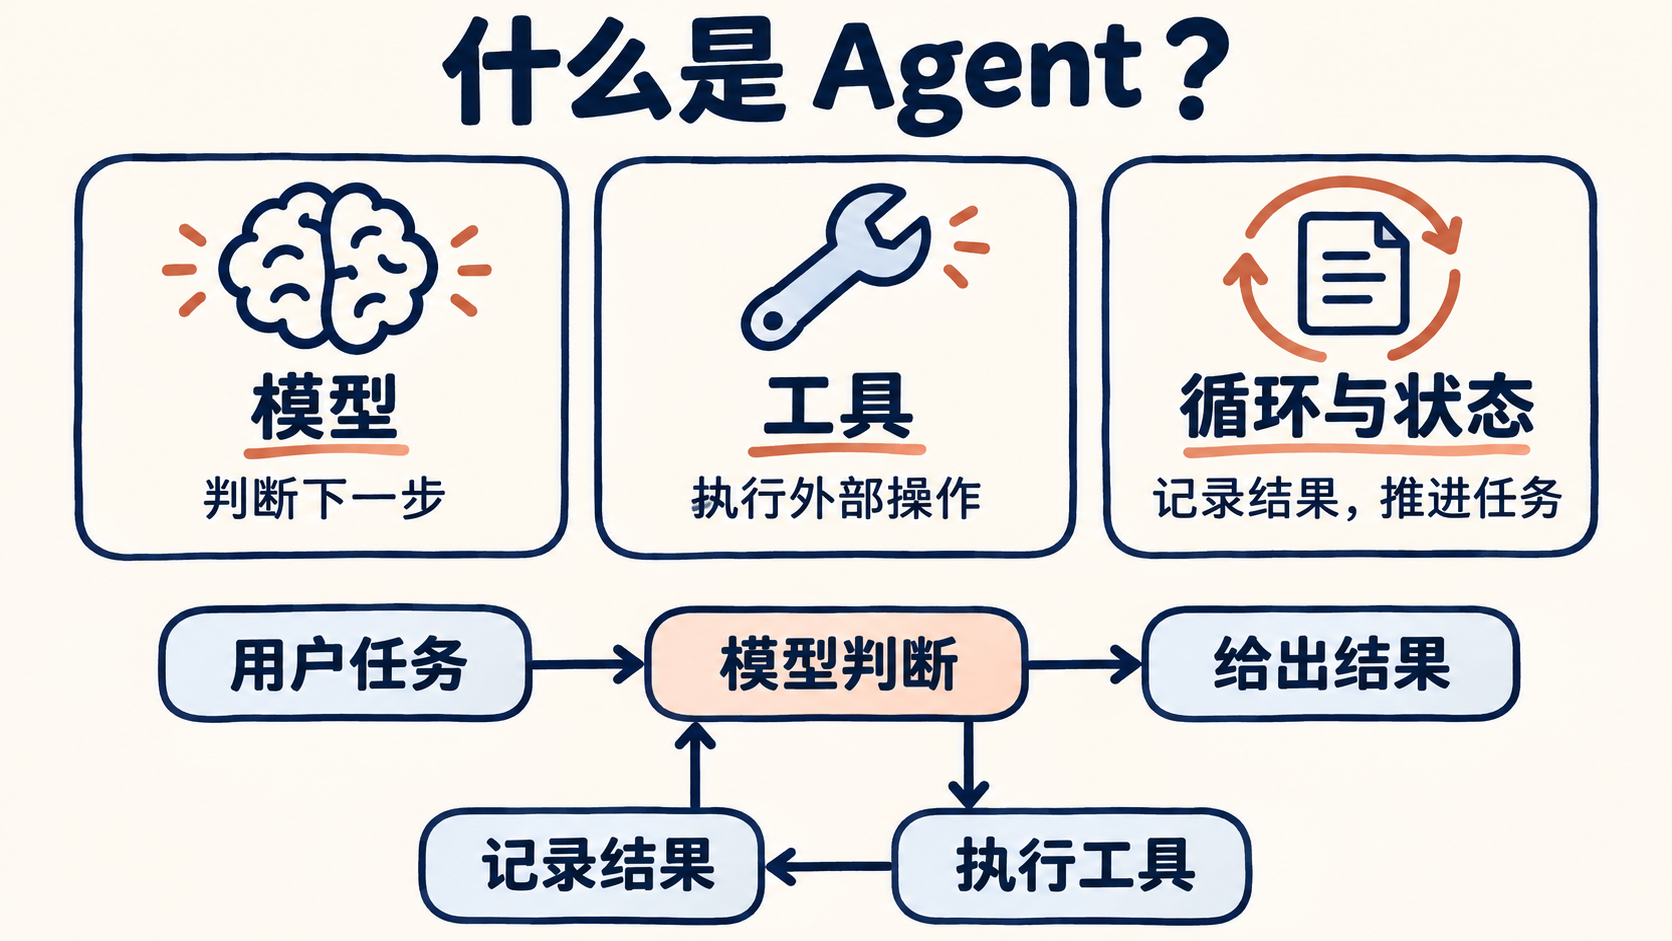 什么是 Agent？
模型
判断下一步
工具
执行外部操作
循环与状态
记录结果，推进任务
用户任务
模型判断
给出结果
记录结果
执行工具